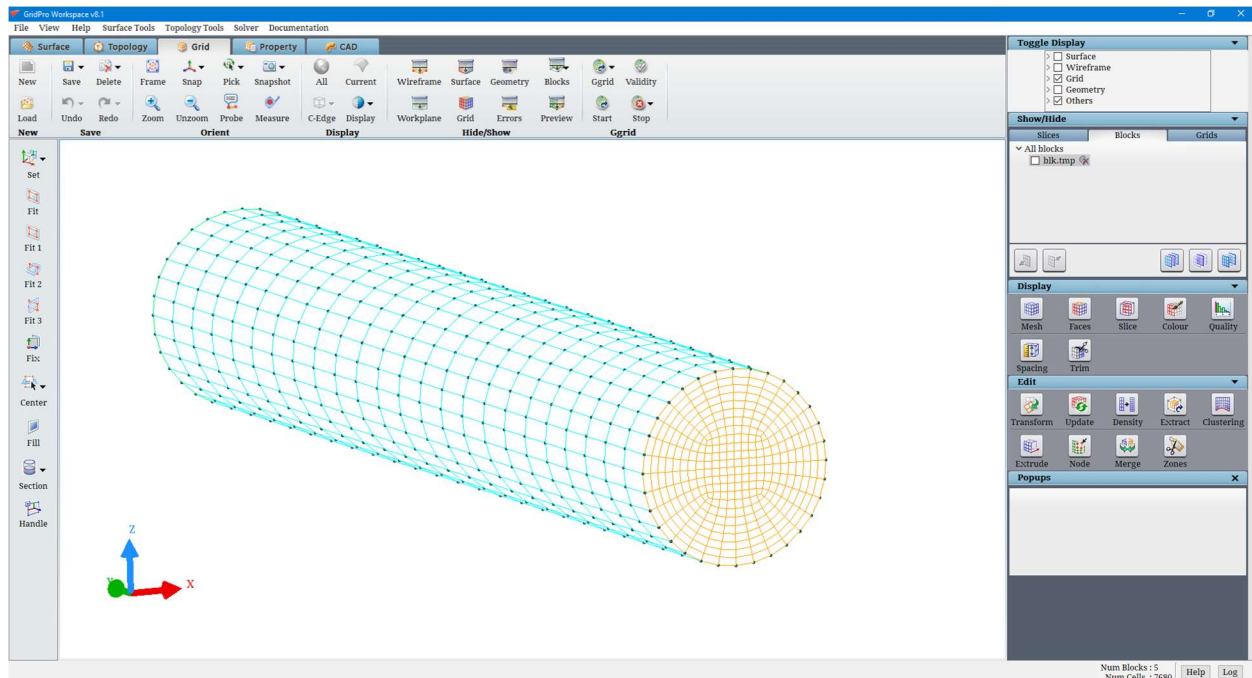 GridPro Workspace v8.1
File View Help Surface Tools Topology Tools Solver Documentation
Surface Topology Grid Property CAD
New Save Delete Frame Snap Pick Snapshot All Current Wireframe Surface Geometry Blocks Ggrid Validity
Load Undo Redo Zoom Unzoom Probe Measure C-Edge Display Workplane Grid Errors Preview Start Stop
New Save Orient Display Hide/Show Ggrid
Set
Fit
Fit 1
Fit 2
Fit 3
Fix
Center
Fill
Section
Handle
Z
Y
X
Toggle Display
Surface
Wireframe
Grid
Geometry
Others
Show/Hide
Slices Blocks Grids
All blocks
blk.tmp
Display
Mesh Faces Slice Colour Quality
Spacing Trim
Edit
Transform Update Density Extract Clustering
Extrude Node Merge Zones
Popups
Num Blocks : 5
Num Cells : 7680
Help Log